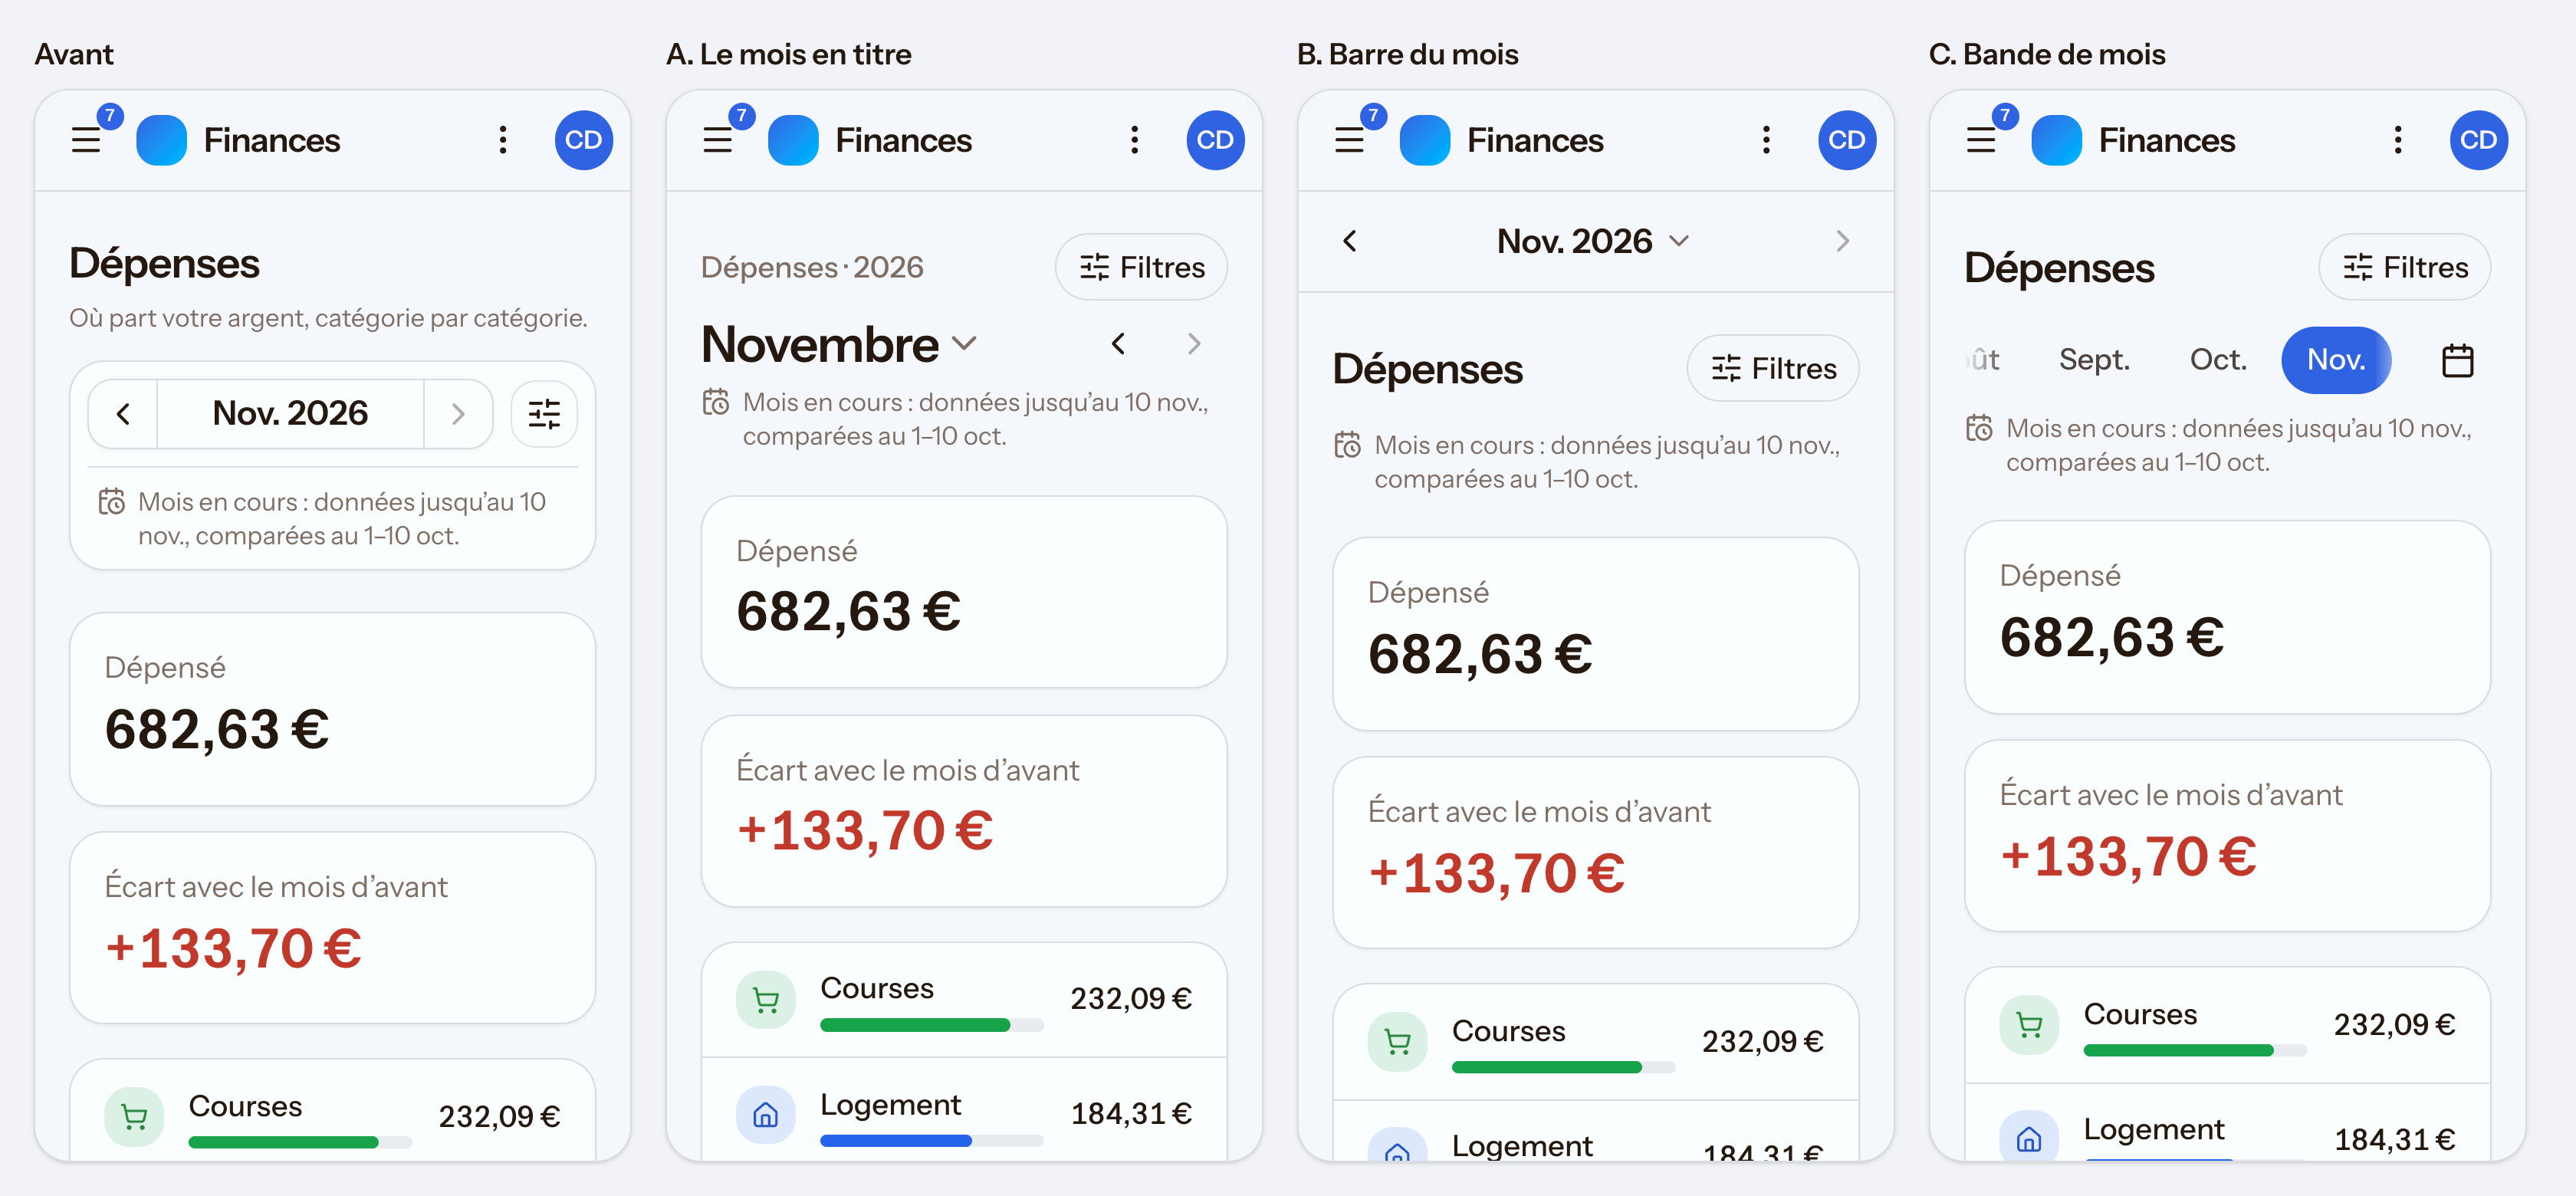 Avant
7
Finances
CD
Dépenses
Où part votre argent, catégorie par catégorie.
Nov. 2026
Mois en cours : données jusqu’au 10
nov., comparées au 1–10 oct.
Dépensé
682,63 €
Écart avec le mois d’avant
+133,70 €
Courses
232,09 €
A. Le mois en titre
7
Finances
CD
Dépenses · 2026
Filtres
Novembre
Mois en cours : données jusqu’au 10 nov.,
comparées au 1–10 oct.
Dépensé
682,63 €
Écart avec le mois d’avant
+133,70 €
Courses
232,09 €
Logement
184,31 €
B. Barre du mois
7
Finances
CD
Nov. 2026
Dépenses
Filtres
Mois en cours : données jusqu’au 10 nov.,
comparées au 1–10 oct.
Dépensé
682,63 €
Écart avec le mois d’avant
+133,70 €
Courses
232,09 €
Logement
184,31 €
C. Bande de mois
7
Finances
CD
Dépenses
Filtres
oût Sept. Oct. Nov.
Mois en cours : données jusqu’au 10 nov.,
comparées au 1–10 oct.
Dépensé
682,63 €
Écart avec le mois d’avant
+133,70 €
Courses
232,09 €
Logement
184,31 €